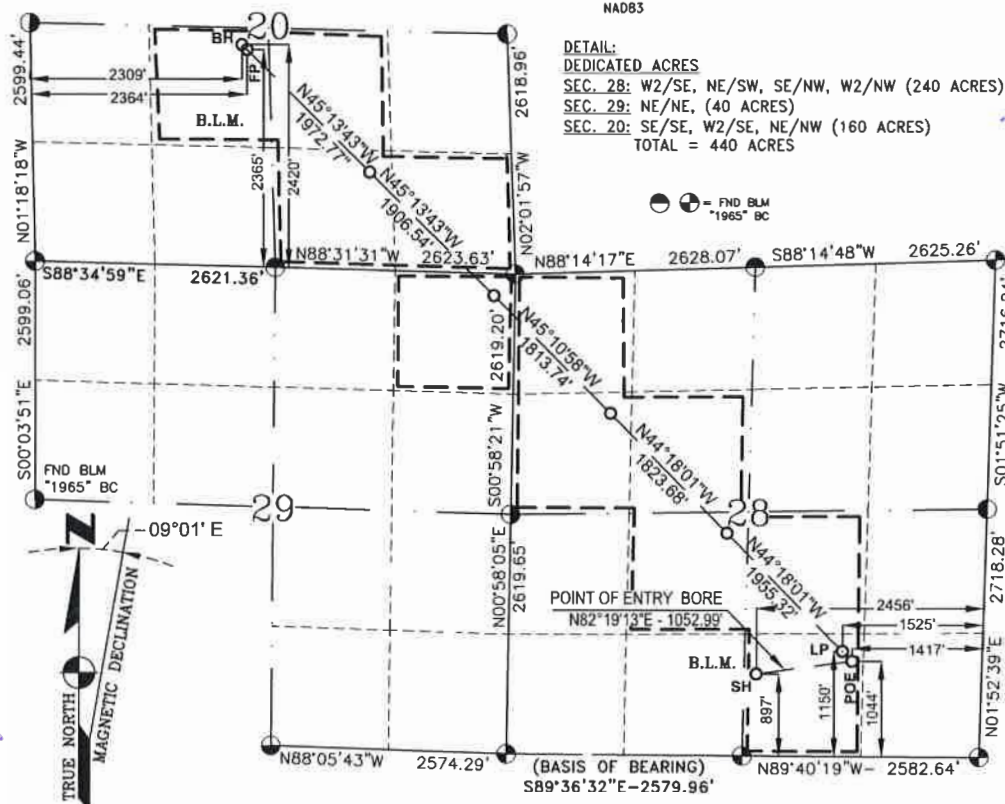 NAD83
DETAIL:
DEDICATED ACRES
SEC. 28: W2/SE, NE/SW, SE/NW, W2/NW (240 ACRES)
SEC. 29: NE/NE, (40 ACRES)
SEC. 20: SE/SE, W2/SE, NE/NW (160 ACRES)
TOTAL = 440 ACRES
= FND BLM
"1965" BC
20
BH
FP
2309'
2364'
B.L.M.
2599.44'
N01°18'18"W
2365'
2420'
N45°13'43"W
1972.77"
N45°13'43"W
1906.54'
2618.96'
N02°01'57"W
S88°34'59"E
2621.36'
N88°31'31"W
2623.63'
N88°14'17"E
2628.07'
S88°14'48"W
2625.26'
2599.06'
S00°03'51"E
2619.20'
S00°58'21"W
N45°10'58"W
1813.74'
N44°18'01"W
1823.68'
S01°51'25"W
FND BLM
"1965" BC
29
28
N
09°01' E
TRUE NORTH
MAGNETIC DECLINATION
N00°58'05"E
2619.65'
N44°18'01"W
1955.32'
2718.28'
N01°52'39"E
POINT OF ENTRY BORE
N82°19'13"E - 1052.99'
2456'
1525'
1417'
B.L.M.
LP
POE
SH
897'
1150'
1044'
N88°05'43"W
2574.29'
(BASIS OF BEARING)
S89°36'32"E-2579.96'
N89°40'19"W- 2582.64'